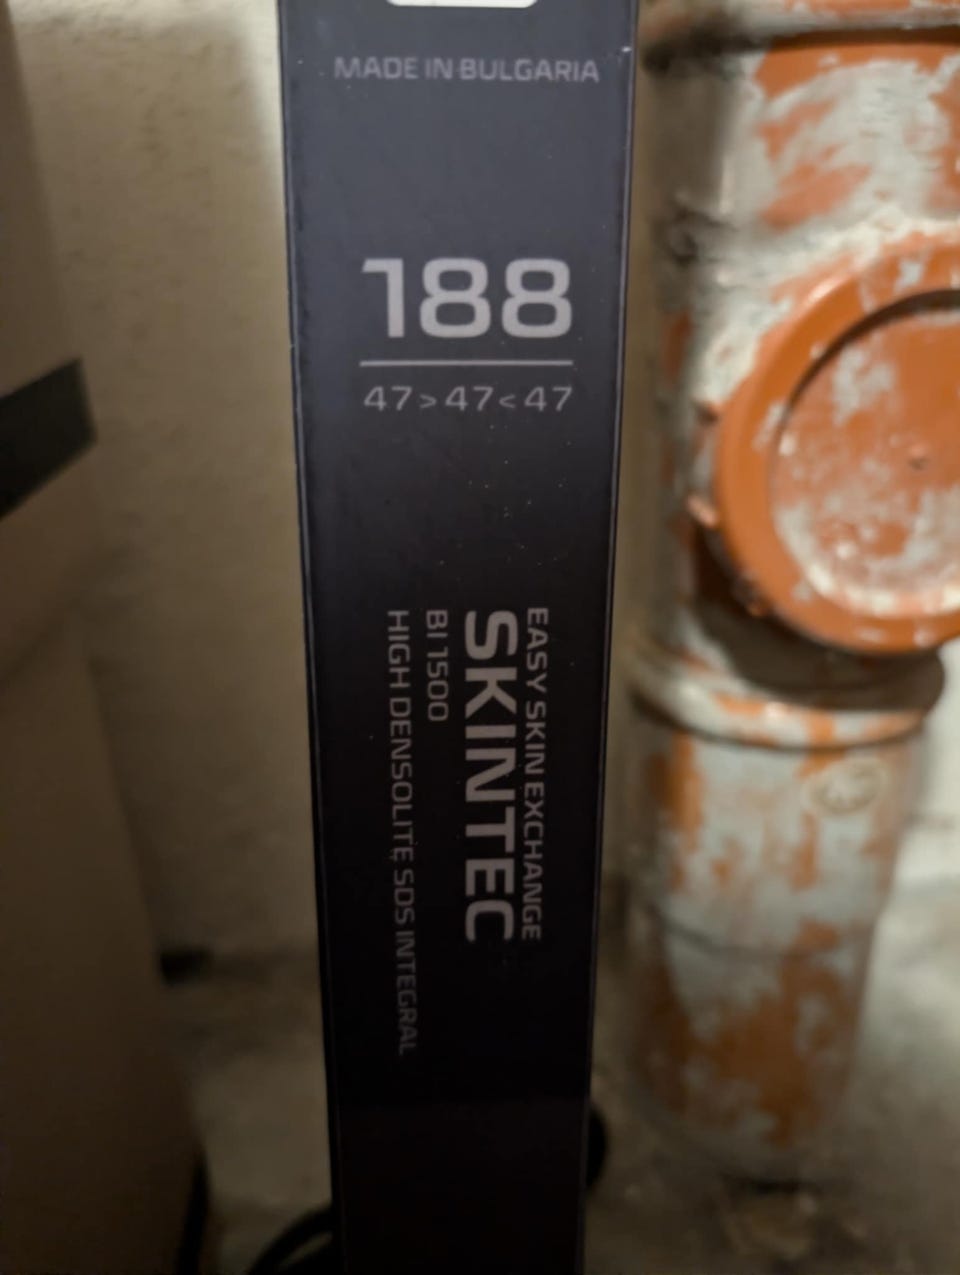 MADE IN BULGARIA
188
47>47<47
EASY SKIN EXCHANGE
SKINTEC
BI 1500
HIGH DENSOLITE, SDS INTEGRAL